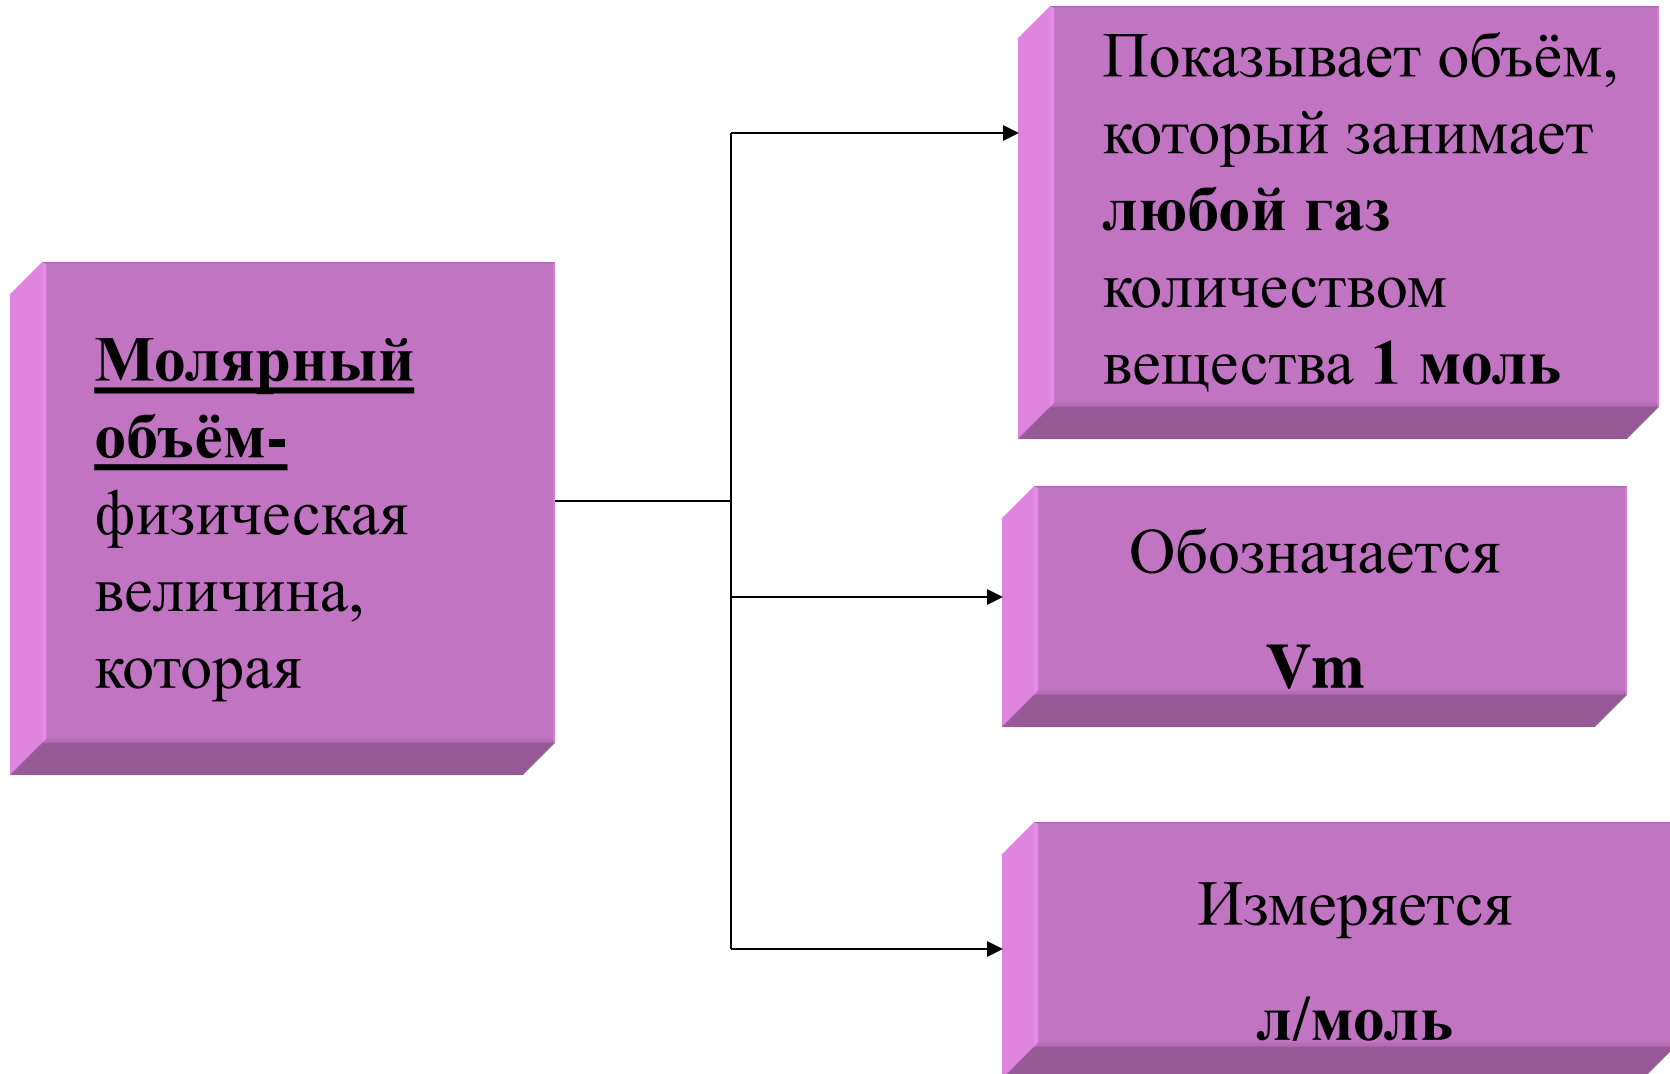 Молярный
объём-
физическая
величина,
которая
Показывает объём,
который занимает
любой газ
количеством
вещества 1 моль
Обозначается
Vm
Измеряется
л/моль